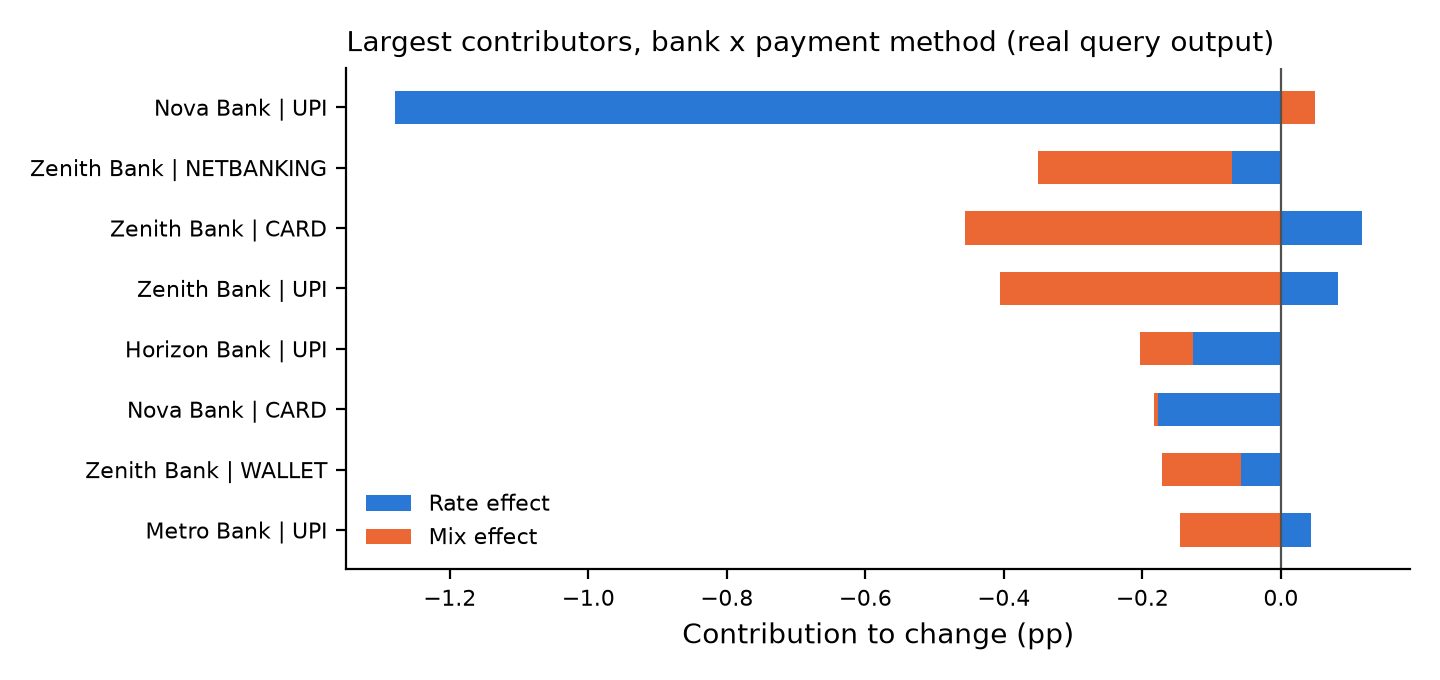 Largest contributors, bank x payment method (real query output)
Nova Bank | UPI
Zenith Bank | NETBANKING
Zenith Bank | CARD
Zenith Bank | UPI
Horizon Bank | UPI
Nova Bank | CARD
Zenith Bank | WALLET
Metro Bank | UPI
Rate effect
Mix effect
−1.2 −1.0 −0.8 −0.6 −0.4 −0.2 0.0
Contribution to change (pp)